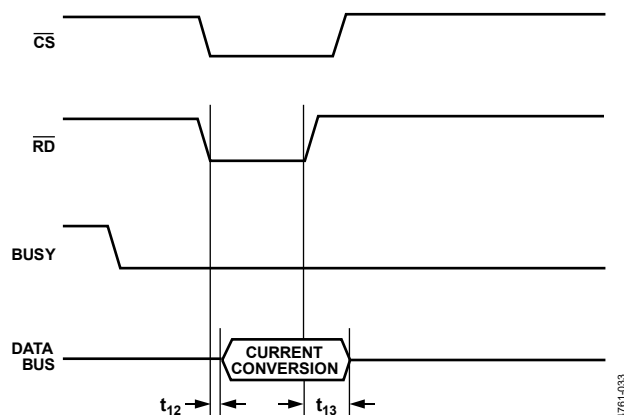 CS
RD
BUSY
DATA
BUS
CURRENT
CONVERSION
t12
t13